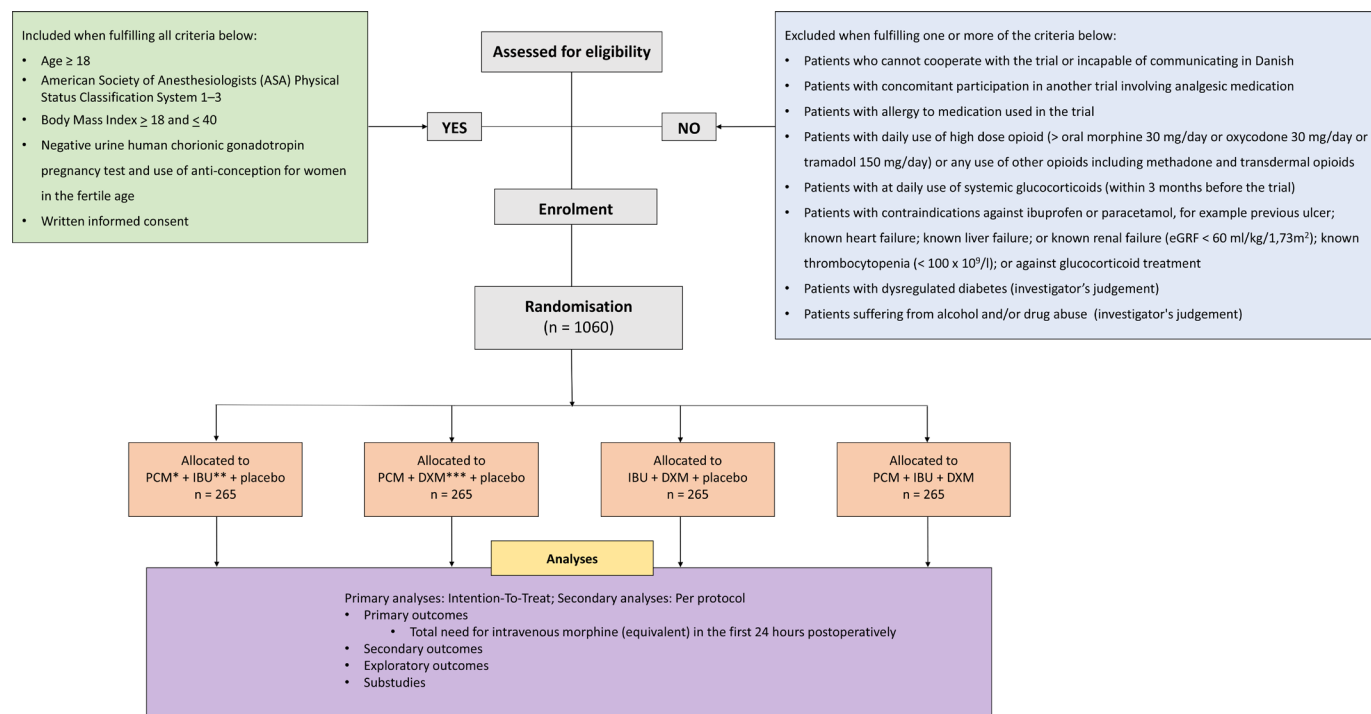 Included when fulfilling all criteria below:
• Age ≥ 18
• American Society of Anesthesiologists (ASA) Physical
Status Classification System 1–3
• Body Mass Index ≥ 18 and ≤ 40
• Negative urine human chorionic gonadotropin
pregnancy test and use of anti-conception for women
in the fertile age
• Written informed consent
Assessed for eligibility
YES
NO
Excluded when fulfilling one or more of the criteria below:
• Patients who cannot cooperate with the trial or incapable of communicating in Danish
• Patients with concomitant participation in another trial involving analgesic medication
• Patients with allergy to medication used in the trial
• Patients with daily use of high dose opioid (> oral morphine 30 mg/day or oxycodone 30 mg/day or
tramadol 150 mg/day) or any use of other opioids including methadone and transdermal opioids
• Patients with at daily use of systemic glucocorticoids (within 3 months before the trial)
• Patients with contraindications against ibuprofen or paracetamol, for example previous ulcer;
known heart failure; known liver failure; or known renal failure (eGRF < 60 ml/kg/1,73m²); known
thrombocytopenia (< 100 x 10⁹/l); or against glucocorticoid treatment
• Patients with dysregulated diabetes (investigator’s judgement)
• Patients suffering from alcohol and/or drug abuse (investigator's judgement)
Enrolment
Randomisation
(n = 1060)
Allocated to
PCM* + IBU** + placebo
n = 265
Allocated to
PCM + DXM*** + placebo
n = 265
Allocated to
IBU + DXM + placebo
n = 265
Allocated to
PCM + IBU + DXM
n = 265
Analyses
Primary analyses: Intention-To-Treat; Secondary analyses: Per protocol
• Primary outcomes
• Total need for intravenous morphine (equivalent) in the first 24 hours postoperatively
• Secondary outcomes
• Exploratory outcomes
• Substudies